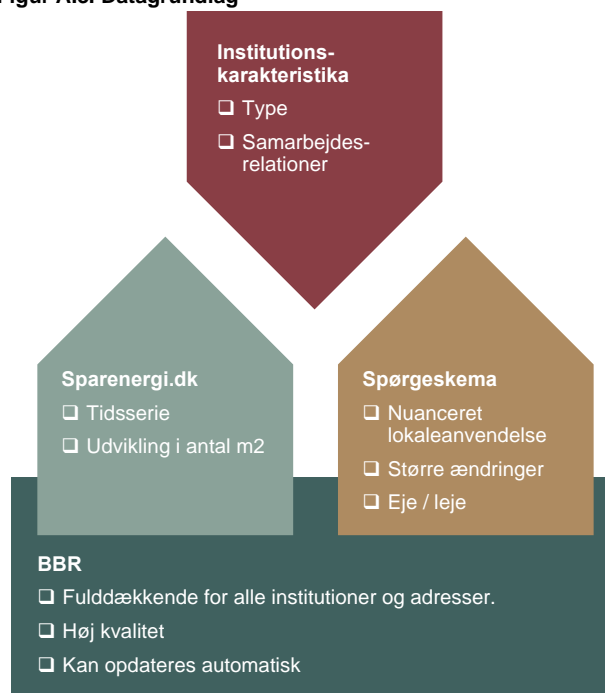 Figur A.3. Datagrundlag
Institutions-
karakteristika
❑ Type
❑ Samarbejdes-
relationer
Sparenergi.dk
❑ Tidsserie
❑ Udvikling i antal m2
Spørgeskema
❑ Nuanceret
lokaleanvendelse
❑ Større ændringer
❑ Eje / leje
BBR
❑ Fulddækkende for alle institutioner og adresser.
❑ Høj kvalitet
❑ Kan opdateres automatisk